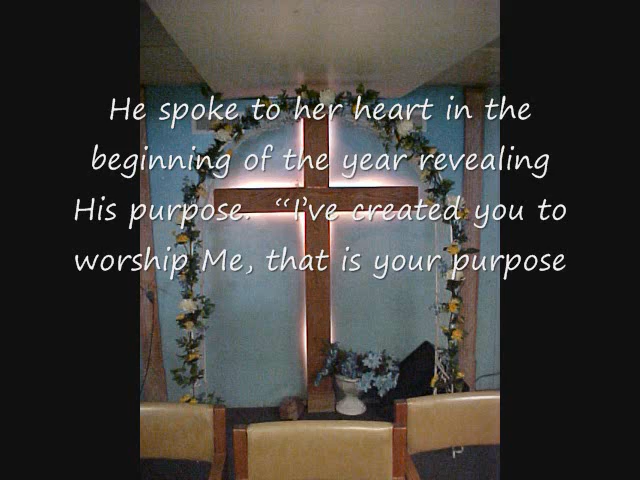 He spoke to her heart in the
beginning of the year revealing
His purpose.  “I’ve created you to
worship Me, that is your purpose